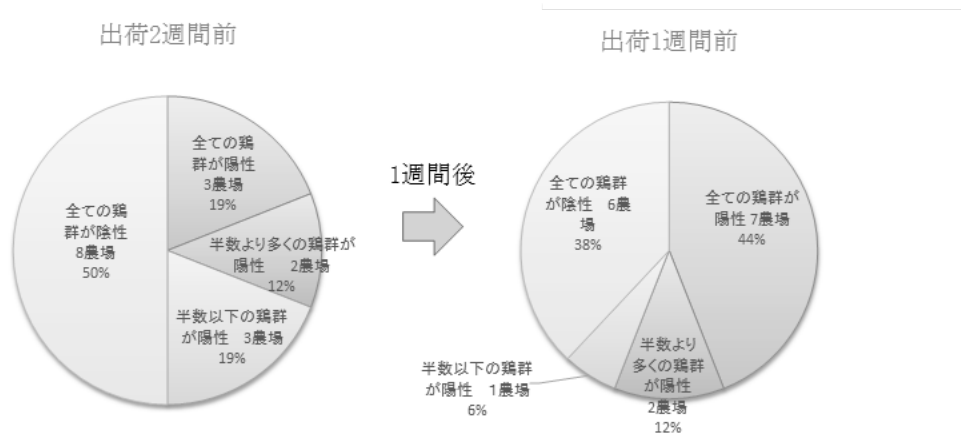 出荷2週間前
全ての鶏
群が陽性
3農場
19%
半数より多くの鶏群が
陽性　2農場
12%
半数以下の鶏群
が陽性　3農場
19%
全ての鶏
群が陰性
8農場
50%
1週間後
出荷1週間前
全ての鶏群が
陽性 7農場
44%
半数より
多くの鶏群
が陽性
2農場
12%
半数以下の鶏群
が陽性　1農場
6%
全ての鶏群
が陰性　6農
場
38%